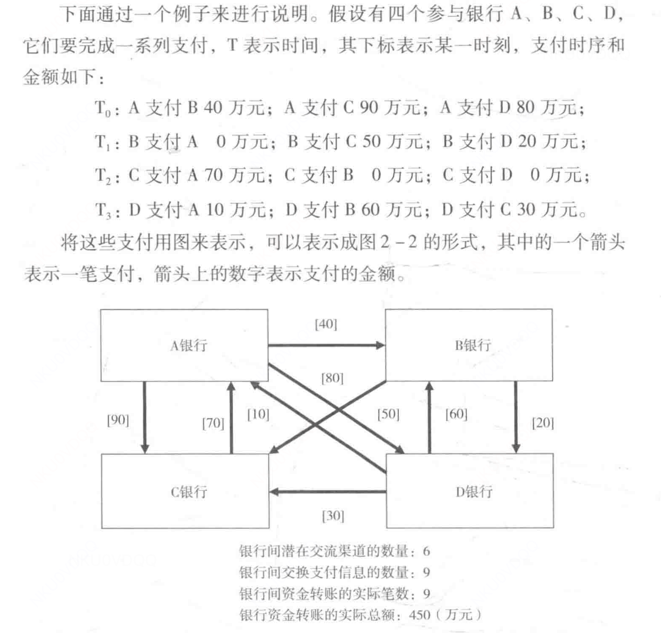 下面通过一个例子来进行说明。假设有四个参与银行 A、B、C、D,
它们要完成一系列支付,T 表示时间,其下标表示某一时刻,支付时序和
金额如下:
T₀:A 支付 B 40 万元;A 支付 C 90 万元;A 支付 D 80 万元;
T₁:B 支付 A 0 万元;B 支付 C 50 万元;B 支付 D 20 万元;
T₂:C 支付 A 70 万元;C 支付 B 0 万元;C 支付 D 0 万元;
T₃:D 支付 A 10 万元;D 支付 B 60 万元;D 支付 C 30 万元。
将这些支付用图来表示,可以表示成图 2-2 的形式,其中的一个箭头
表示一笔支付,箭头上的数字表示支付的金额。
[40]
A银行
B银行
[80]
[90]
[70]
[10]
[50]
[60]
[20]
C银行
D银行
[30]
银行间潜在交流渠道的数量:6
银行间交换支付信息的数量:9
银行间资金转账的实际笔数:9
银行资金转账的实际总额:450(万元)